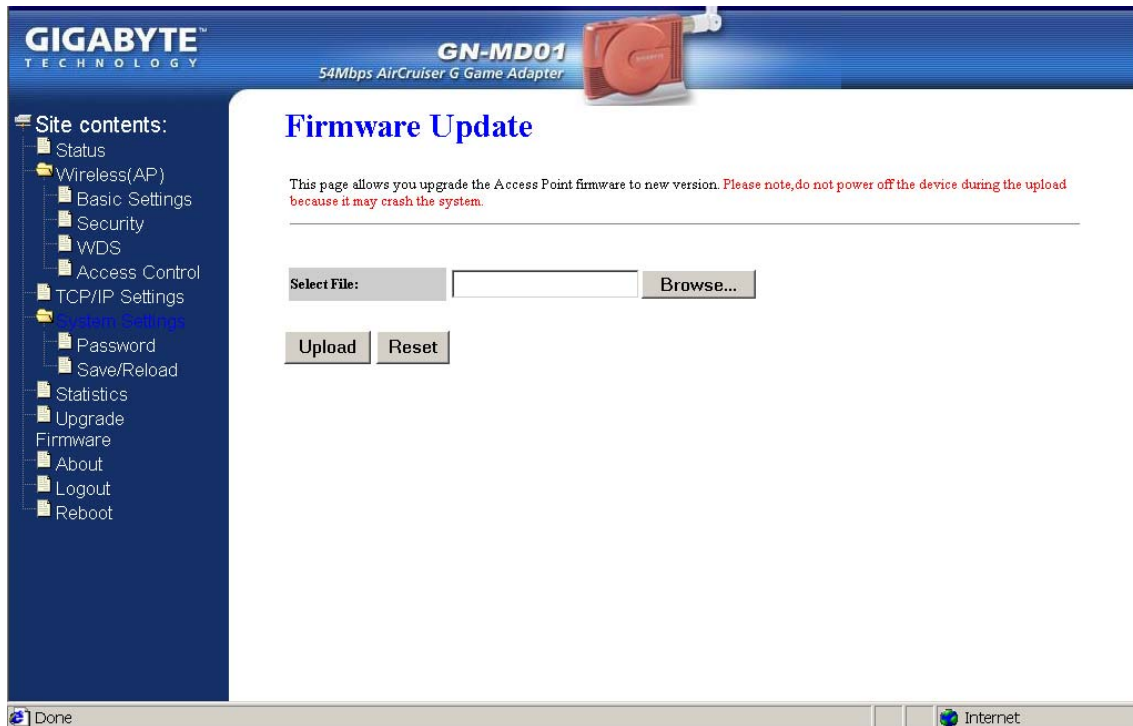 GIGABYTE™
TECHNOLOGY
GN-MD01
54Mbps AirCruiser G Game Adapter
GIGABYTE
Site contents:
Status
Wireless(AP)
Basic Settings
Security
WDS
Access Control
TCP/IP Settings
System Settings
Password
Save/Reload
Statistics
Upgrade
Firmware
About
Logout
Reboot
Firmware Update
This page allows you upgrade the Access Point firmware to new version. Please note,do not power off the device during the upload
because it may crash the system.
Select File:
Browse...
Upload
Reset
Done
Internet